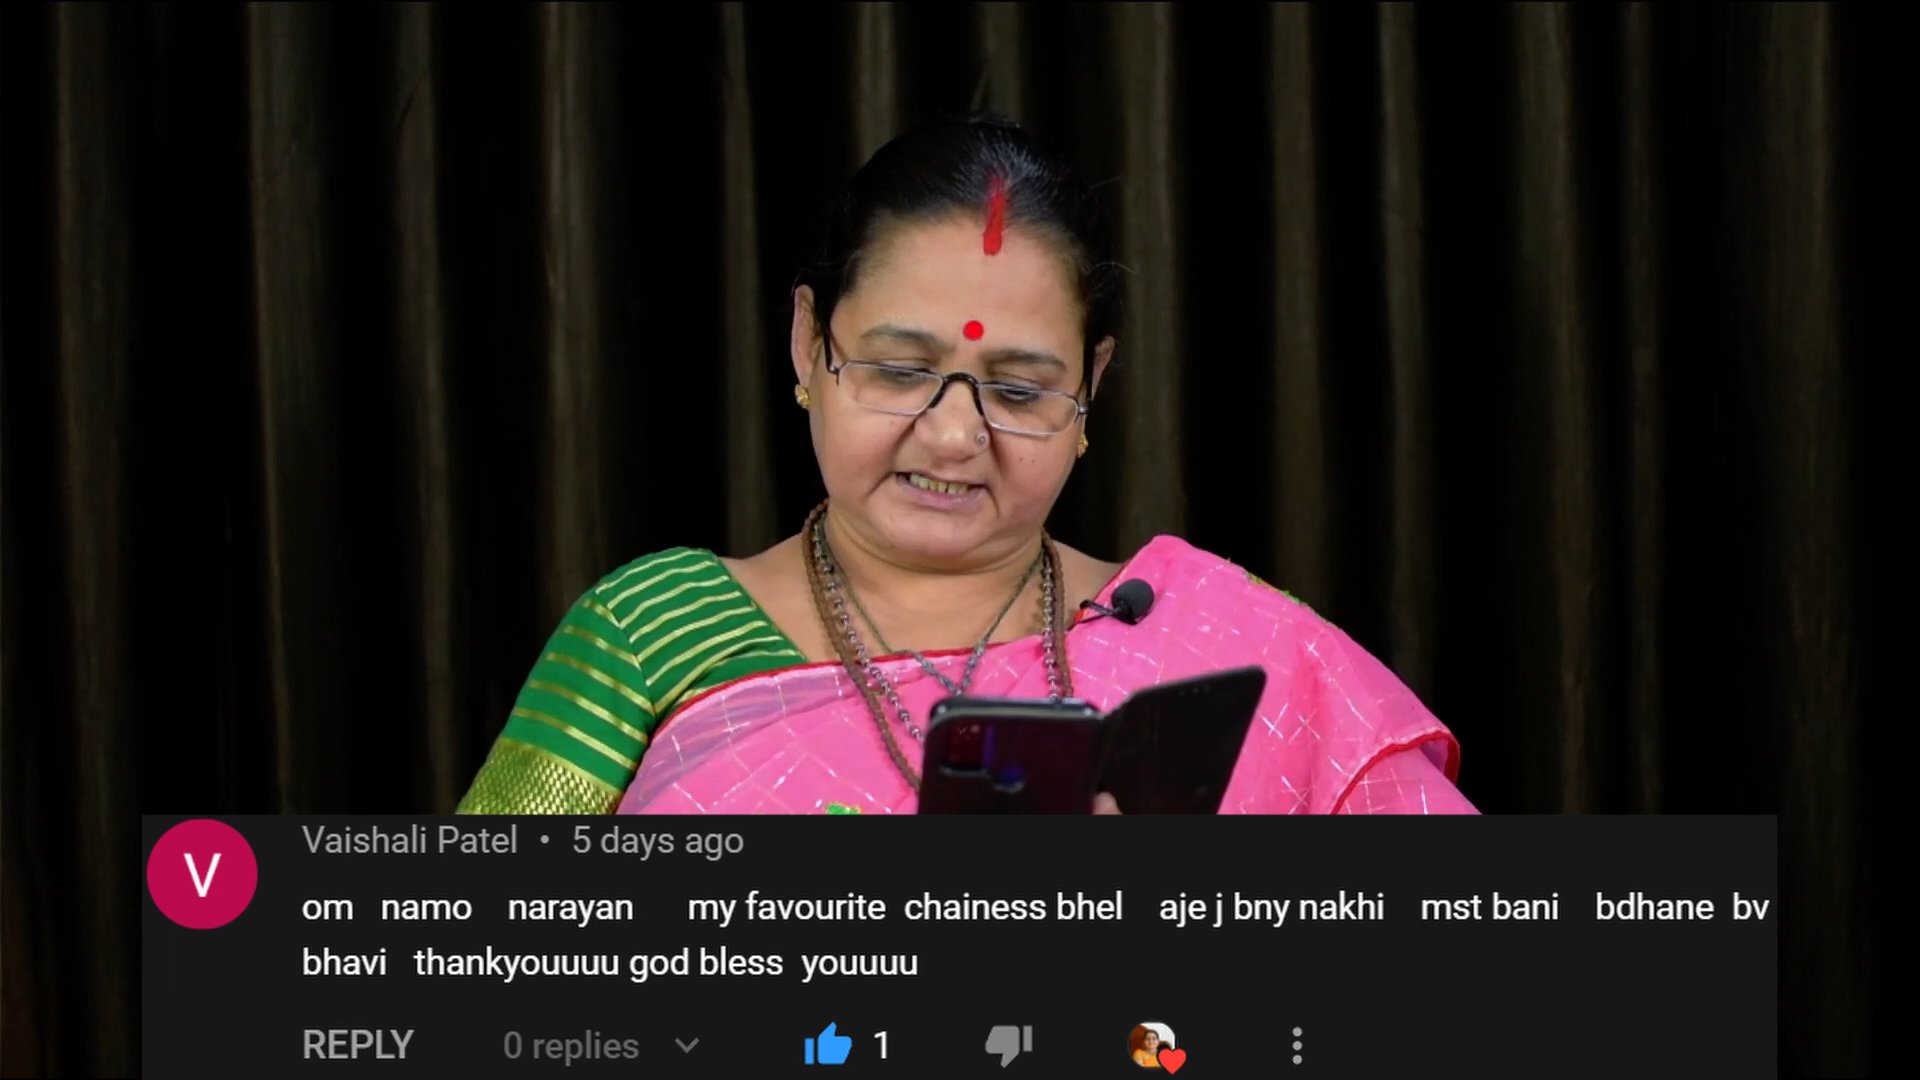 V
Vaishali Patel • 5 days ago
om namo narayan my favourite chainess bhel aje j bny nakhi mst bani bdhane bv
bhavi thankyouuuu god bless youuuu
REPLY 0 replies 1